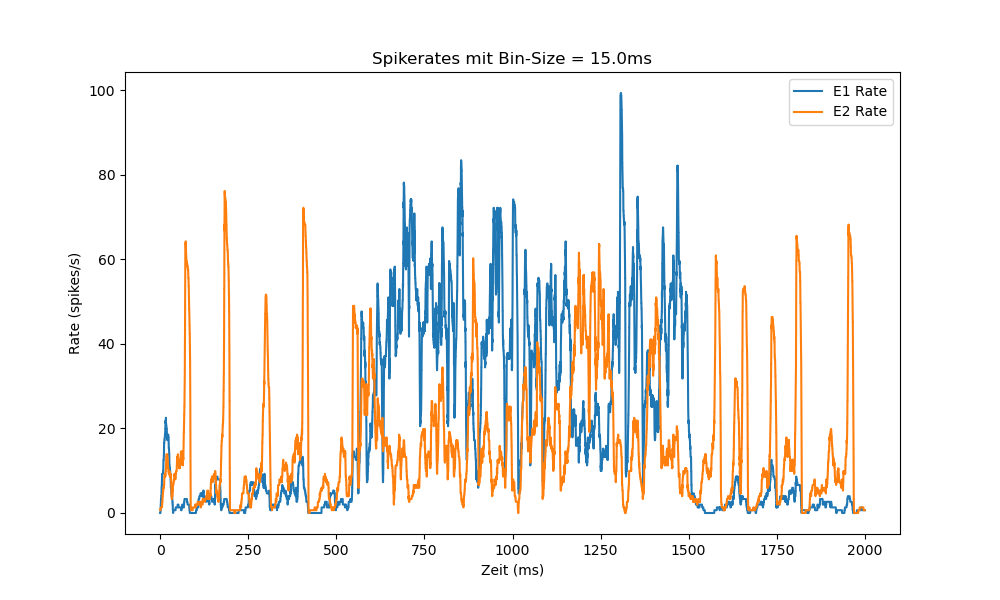 Spikerates mit Bin-Size = 15.0ms
E1 Rate
E2 Rate
100
80
60
40
20
0
Rate (spikes/s)
0 250 500 750 1000 1250 1500 1750 2000
Zeit (ms)